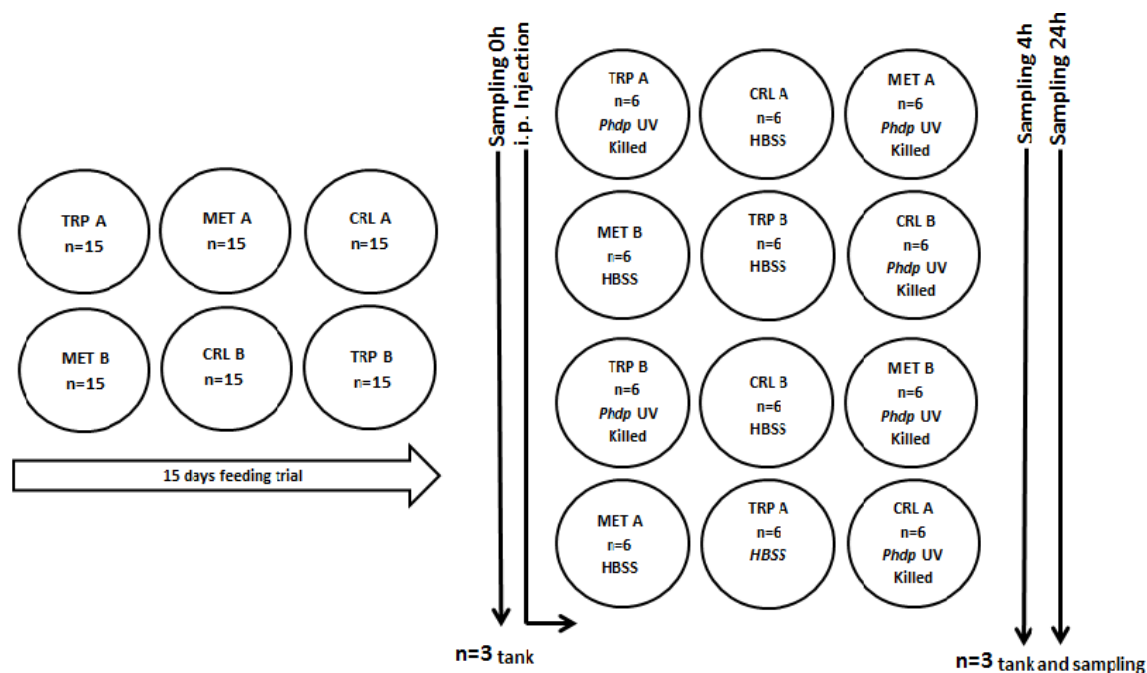 TRP A
n=15
MET A
n=15
CRL A
n=15
MET B
n=15
CRL B
n=15
TRP B
n=15
15 days feeding trial
Sampling 0h
i.p. Injection
TRP A
n=6
Phdp UV
Killed
CRL A
n=6
HBSS
MET A
n=6
Phdp UV
Killed
MET B
n=6
HBSS
TRP B
n=6
HBSS
CRL B
n=6
Phdp UV
Killed
TRP B
n=6
Phdp UV
Killed
CRL B
n=6
HBSS
MET B
n=6
Phdp UV
Killed
MET A
n=6
HBSS
TRP A
n=6
HBSS
CRL A
n=6
Phdp UV
Killed
Sampling 4h
Sampling 24h
n=3 tank
n=3 tank and sampling